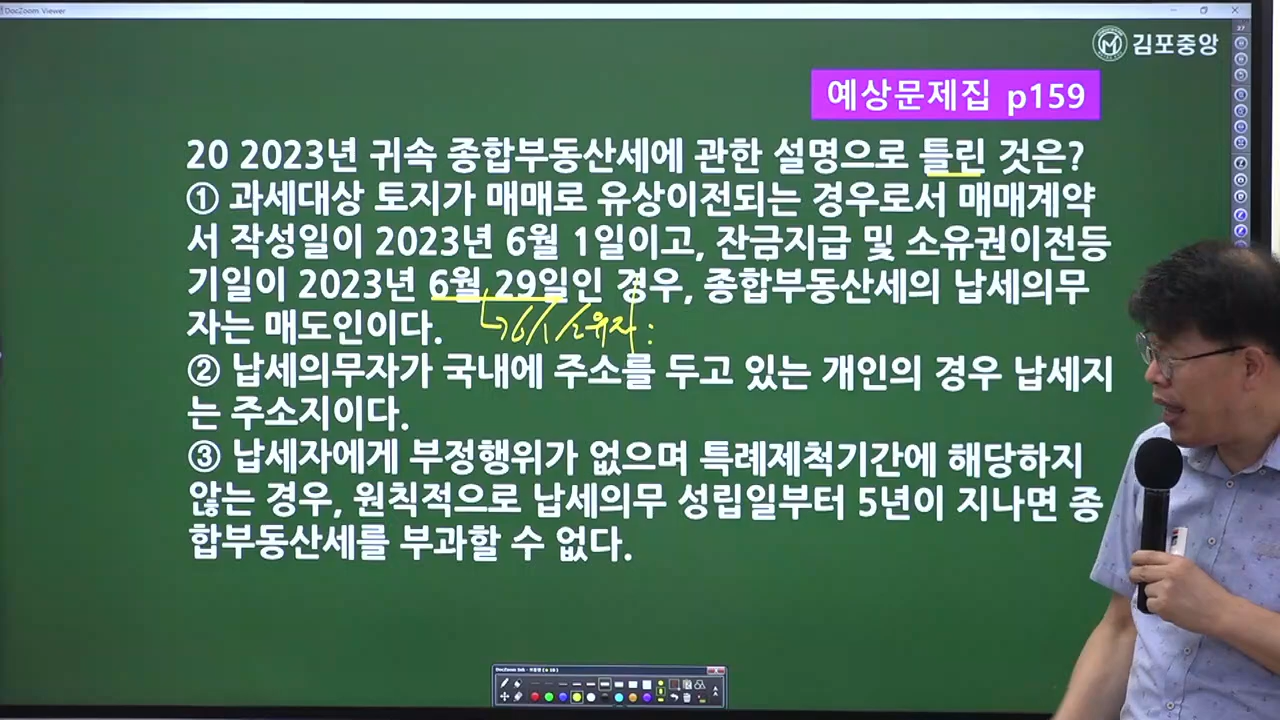 DocZoom Viewer
김포중앙
예상문제집 p159
20 2023년 귀속 종합부동산세에 관한 설명으로 틀린 것은?
① 과세대상 토지가 매매로 유상이전되는 경우로서 매매계약
서 작성일이 2023년 6월 1일이고, 잔금지급 및 소유권이전등
기일이 2023년 6월 29일인 경우, 종합부동산세의 납세의무
자는 매도인이다.
6/1 소유자:
② 납세의무자가 국내에 주소를 두고 있는 개인의 경우 납세지
는 주소지이다.
③ 납세자에게 부정행위가 없으며 특례제척기간에 해당하지
않는 경우, 원칙적으로 납세의무 성립일부터 5년이 지나면 종
합부동산세를 부과할 수 없다.